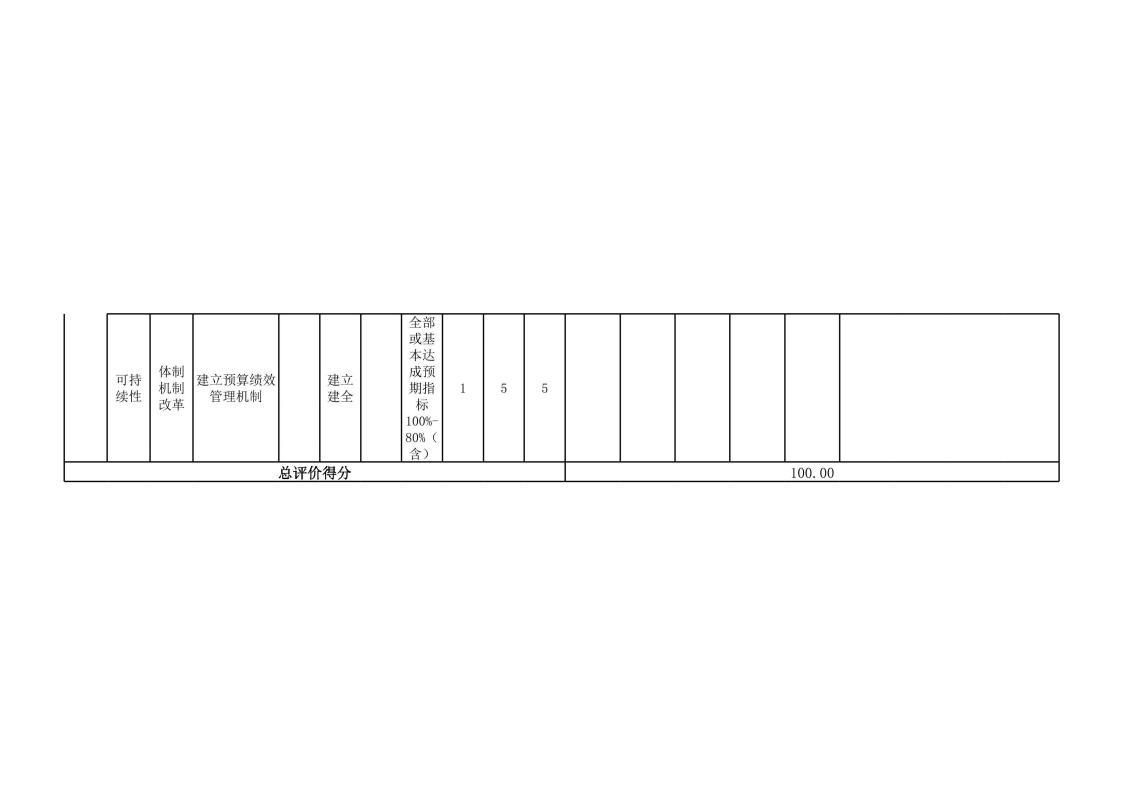 可持
续性
体制
机制
改革
建立预算绩效
管理机制
建立
建全
全部
或基
本达
成预
期指
标
100%-
80%（
含）
1
5
5
总评价得分
100.00